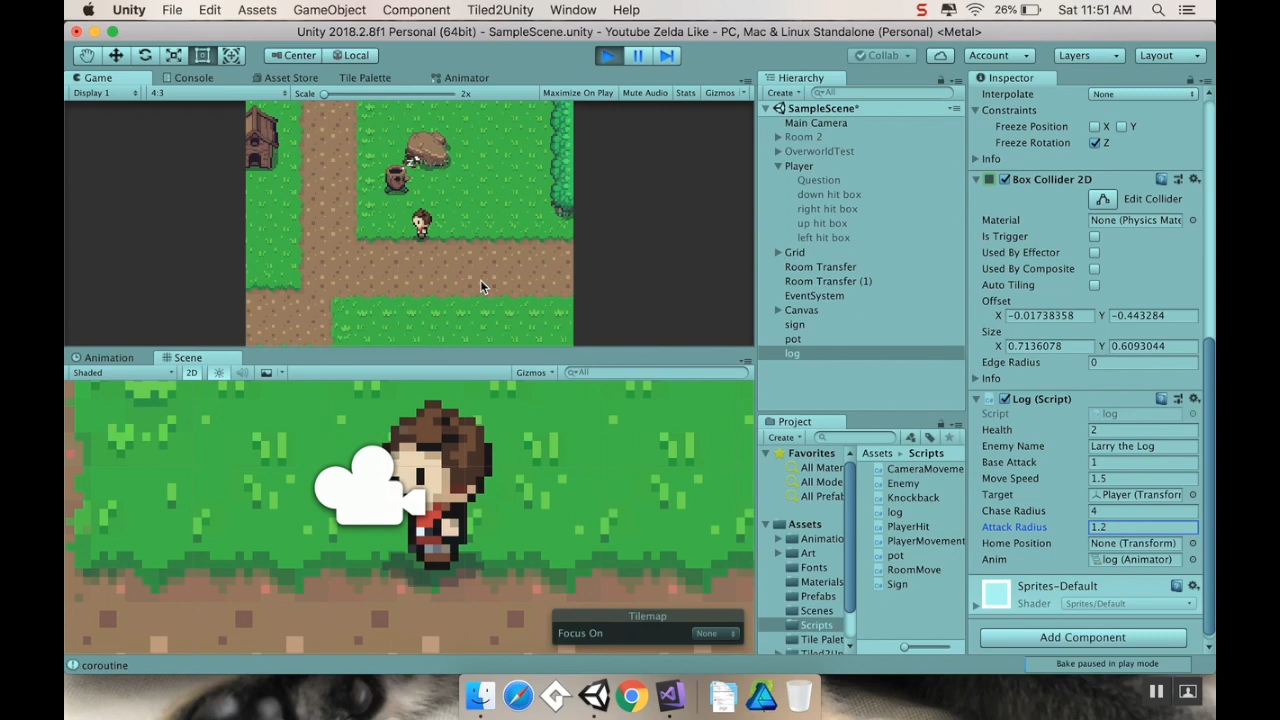 Unity File Edit Assets GameObject Component Tiled2Unity Window Help 26% Sat 11:51 AM
Unity 2018.2.8f1 Personal (64bit) - SampleScene.unity - Youtube Zelda Like - PC, Mac & Linux Standalone (Personal) <Metal>
Center Local Collab Account Layers Layout
Game Console Asset Store Tile Palette Animator
Display 1 4:3 Scale 2x Maximize On Play Mute Audio Stats Gizmos
Animation Scene
Shaded 2D Gizmos All
Tilemap
Focus On None
coroutine
Hierarchy
Create All
SampleScene*
Main Camera
Room 2
OverworldTest
Player
Question
down hit box
right hit box
up hit box
left hit box
Grid
Room Transfer
Room Transfer (1)
EventSystem
Canvas
sign
pot
log
Project
Create
Favorites
All Mater
All Mode
All Prefab
Assets
Animatio
Art
Fonts
Materials
Prefabs
Scenes
Scripts
Tile Palet
Tiled2Un
Assets Scripts
CameraMovement
Enemy
Knockback
log
PlayerHit
PlayerMovement
pot
RoomMove
Sign
Inspector
Interpolate None
Constraints
Freeze Position X Y
Freeze Rotation Z
Info
Box Collider 2D
Edit Collider
Material None (Physics Mate
Is Trigger
Used By Effector
Used By Composite
Auto Tiling
Offset
X -0.01738358 Y -0.443284
Size
X 0.7136078 Y 0.6093044
Edge Radius 0
Info
Log (Script)
Script log
Health 2
Enemy Name Larry the Log
Base Attack 1
Move Speed 1.5
Target Player (Transform
Chase Radius 4
Attack Radius 1.2
Home Position None (Transform)
Anim log (Animator)
Sprites-Default
Shader Sprites/Default
Add Component
Bake paused in play mode